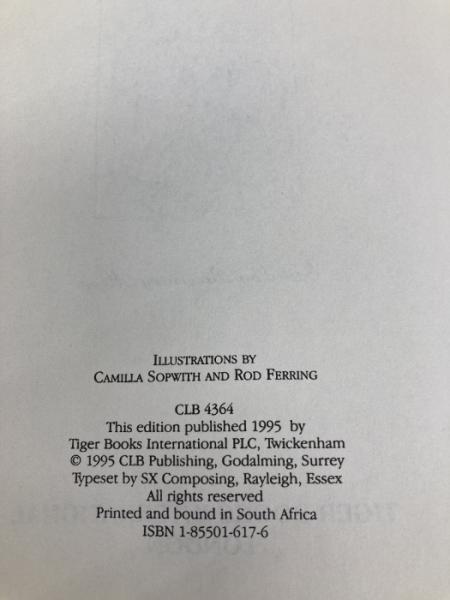 ILLUSTRATIONS BY
CAMILLA SOPWITH AND ROD FERRING
CLB 4364
This edition published 1995 by
Tiger Books International PLC, Twickenham
© 1995 CLB Publishing, Godalming, Surrey
Typeset by SX Composing, Rayleigh, Essex
All rights reserved
Printed and bound in South Africa
ISBN 1-85501-617-6